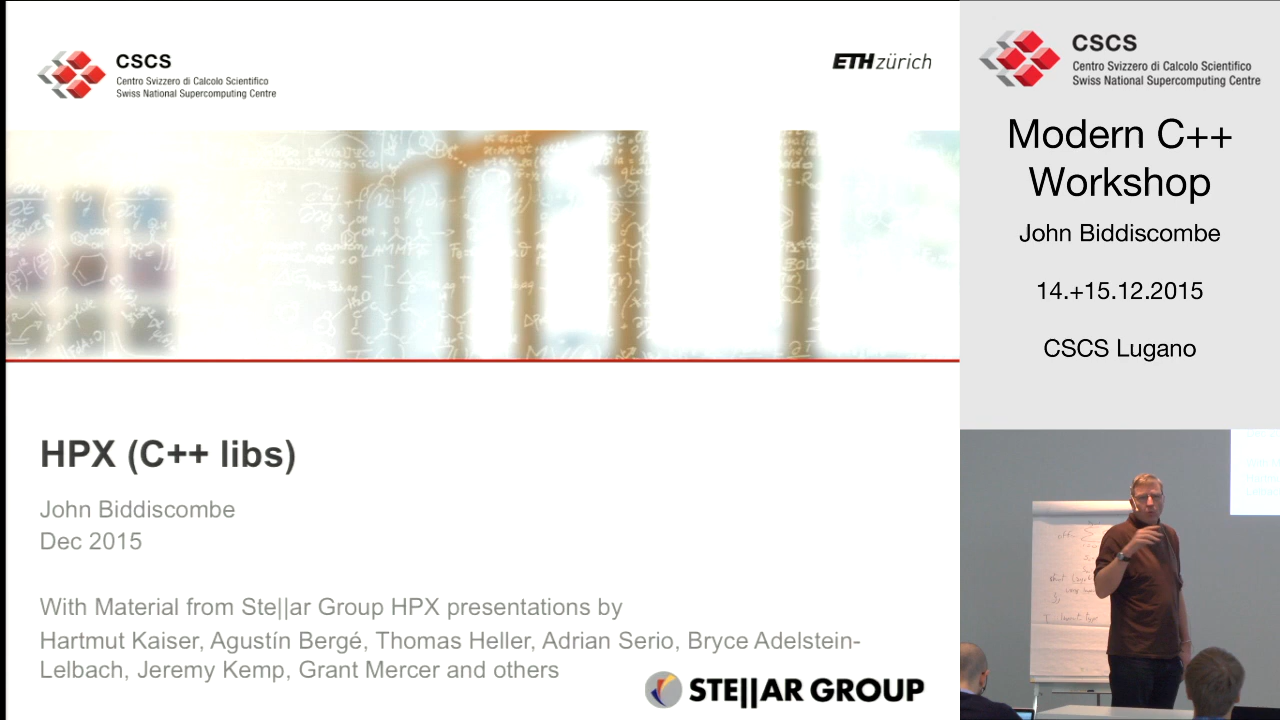 CSCS
Centro Svizzero di Calcolo Scientifico
Swiss National Supercomputing Centre
ETH zürich
HPX (C++ libs)
John Biddiscombe
Dec 2015
With Material from Ste||ar Group HPX presentations by
Hartmut Kaiser, Agustín Bergé, Thomas Heller, Adrian Serio, Bryce Adelstein-
Lelbach, Jeremy Kemp, Grant Mercer and others
STE||AR GROUP
CSCS
Centro Svizzero di Calcolo Scientifico
Swiss National Supercomputing Centre
Modern C++
Workshop
John Biddiscombe
14.+15.12.2015
CSCS Lugano